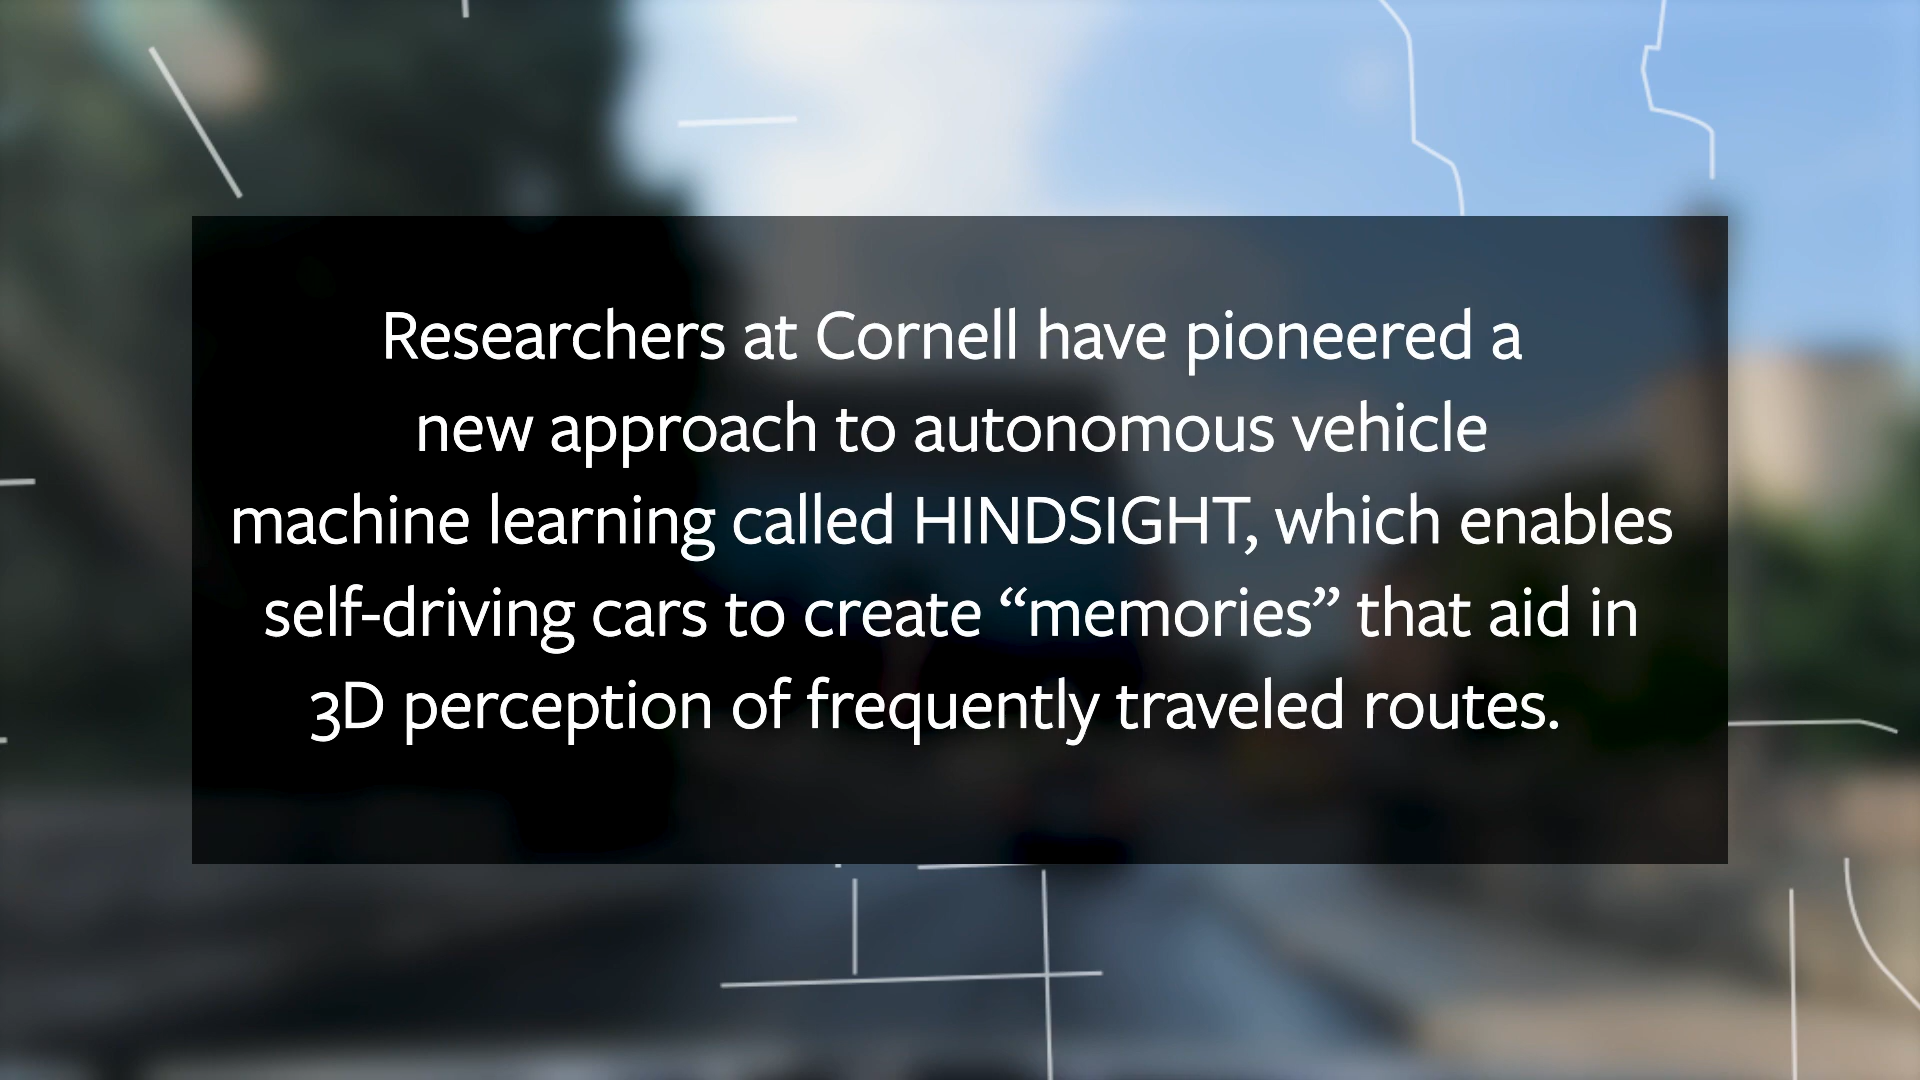 Researchers at Cornell have pioneered a
new approach to autonomous vehicle
machine learning called HINDSIGHT, which enables
self-driving cars to create “memories” that aid in
3D perception of frequently traveled routes.